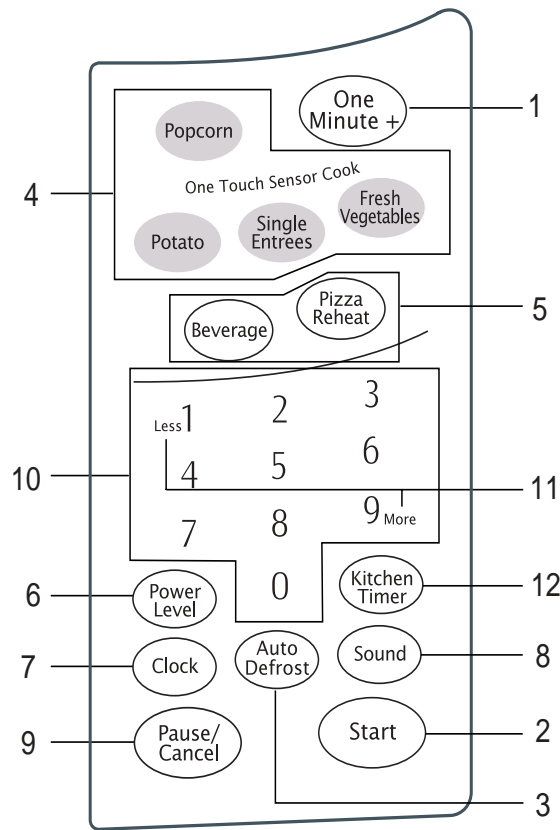 One
Minute +
1
Popcorn
One Touch Sensor Cook
4
Fresh
Vegetables
Single
Entrees
Potato
Pizza
Reheat
5
Beverage
3
2
Less 1
6
5
4
10
11
9 More
8
7
0
Kitchen
Timer
12
6
Power
Level
Auto
Defrost
Sound
8
7
Clock
Start
2
9
Pause/
Cancel
3